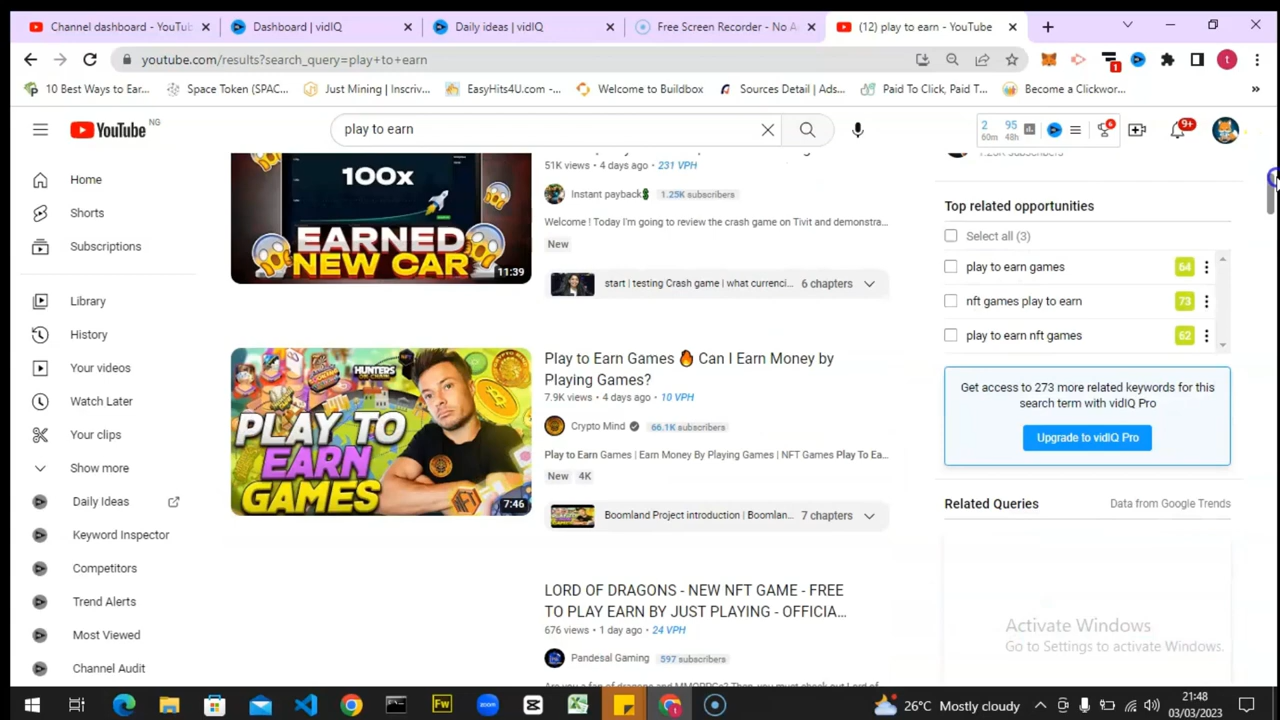 Channel dashboard - YouTub
Dashboard | vidIQ
Daily ideas | vidIQ
Free Screen Recorder - No A
(12) play to earn - YouTube
youtube.com/results?search_query=play+to+earn
1
t
10 Best Ways to Ear...
Space Token (SPAC...
Just Mining | Inscriv...
EasyHits4U.com -...
Welcome to Buildbox
Sources Detail | Ads...
Paid To Click, Paid T...
Become a Clickwor...
»
YouTube NG
play to earn
2 95
60m 48h
6
9+
Home
Shorts
Subscriptions
Library
History
Your videos
Watch Later
Your clips
Show more
Daily Ideas
Keyword Inspector
Competitors
Trend Alerts
Most Viewed
Channel Audit
100x
EARNED
NEW CAR
11:39
51K views • 4 days ago • 231 VPH
Instant payback💲 1.25K subscribers
Welcome ! Today I'm going to review the crash game on Tivit and demonstra...
New
start | testing Crash game | what currenci... 6 chapters
HUNTERS
PLAY TO
EARN
GAMES
NFT
7:46
Play to Earn Games 🔥 Can I Earn Money by
Playing Games?
7.9K views • 4 days ago • 10 VPH
Crypto Mind 66.1K subscribers
Play to Earn Games | Earn Money By Playing Games | NFT Games Play To Ea...
New 4K
Boomland Project introduction | Boomlan... 7 chapters
LORD OF DRAGONS - NEW NFT GAME - FREE
TO PLAY EARN BY JUST PLAYING - OFFICIA...
676 views • 1 day ago • 24 VPH
Pandesal Gaming 597 subscribers
Top related opportunities
Select all (3)
play to earn games 64
nft games play to earn 73
play to earn nft games 62
Get access to 273 more related keywords for this
search term with vidIQ Pro
Upgrade to vidIQ Pro
Related Queries Data from Google Trends
Activate Windows
Go to Settings to activate Windows.
Fw
zoom
26°C Mostly cloudy
21:48
03/03/2023